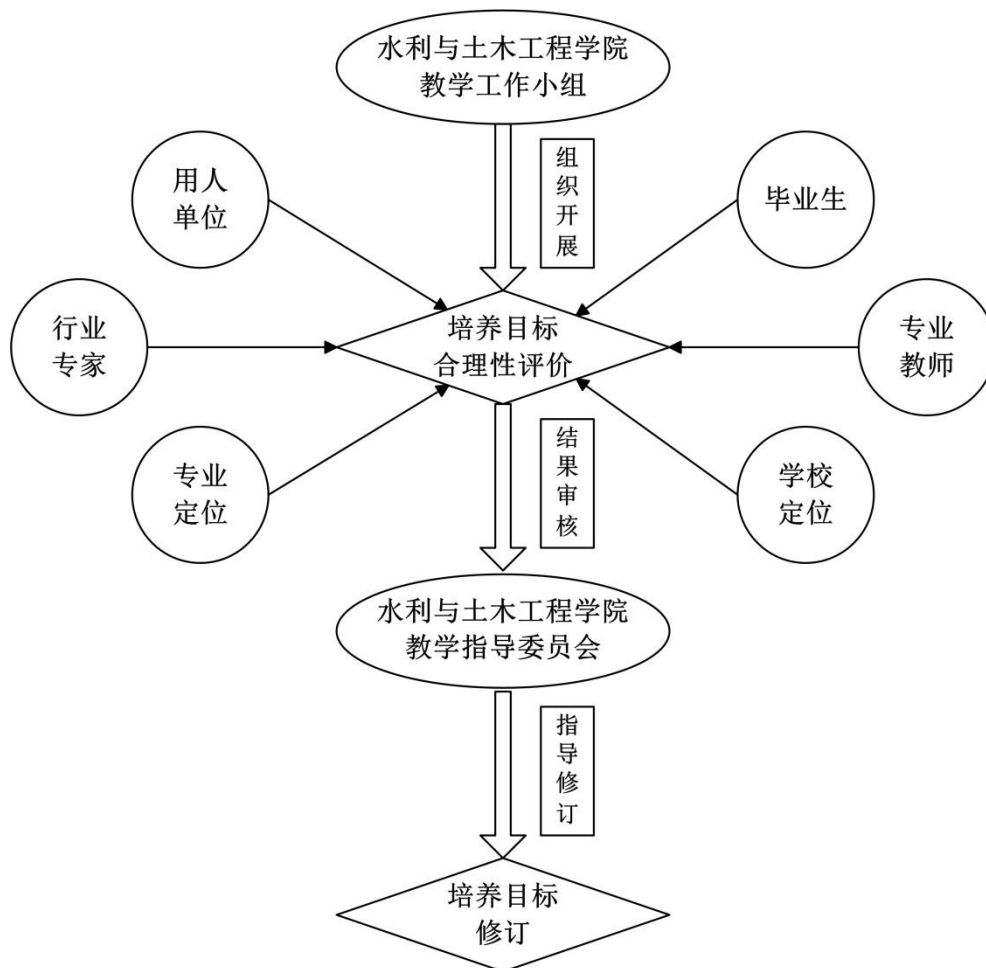 水利与土木工程学院
教学工作小组
组织开展
用人
单位
毕业生
行业
专家
培养目标
合理性评价
专业
教师
专业
定位
结果审核
学校
定位
水利与土木工程学院
教学指导委员会
指导修订
培养目标
修订